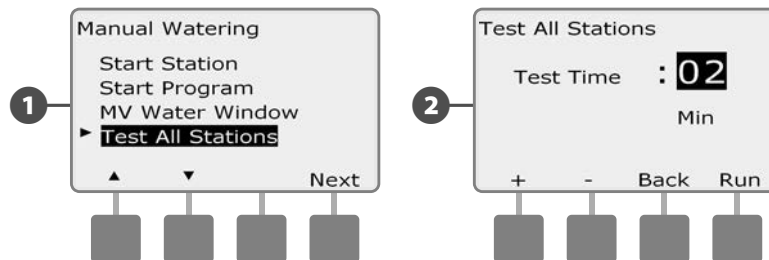 1
Manual Watering
Start Station
Start Program
MV Water Window
► Test All Stations
▲ ▼ Next
2
Test All Stations
Test Time :02
Min
+ - Back Run